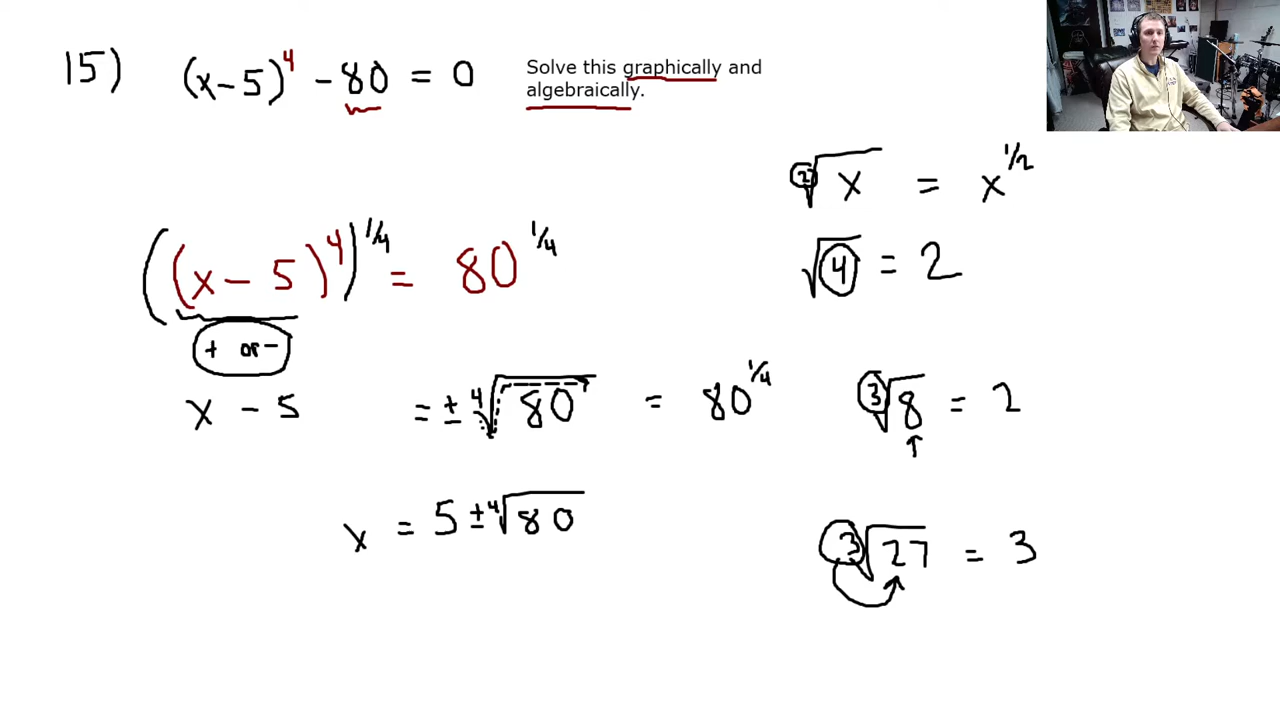 15) (x-5)^4 - 80 = 0
Solve this graphically and
algebraically.
((x-5)^4)^1/4 = 80^1/4
+ or -
x - 5 = ± ⁴√80 = 80^1/4
x = 5 ± ⁴√80
²√x = x^1/2
√4 = 2
³√8 = 2
³√27 = 3